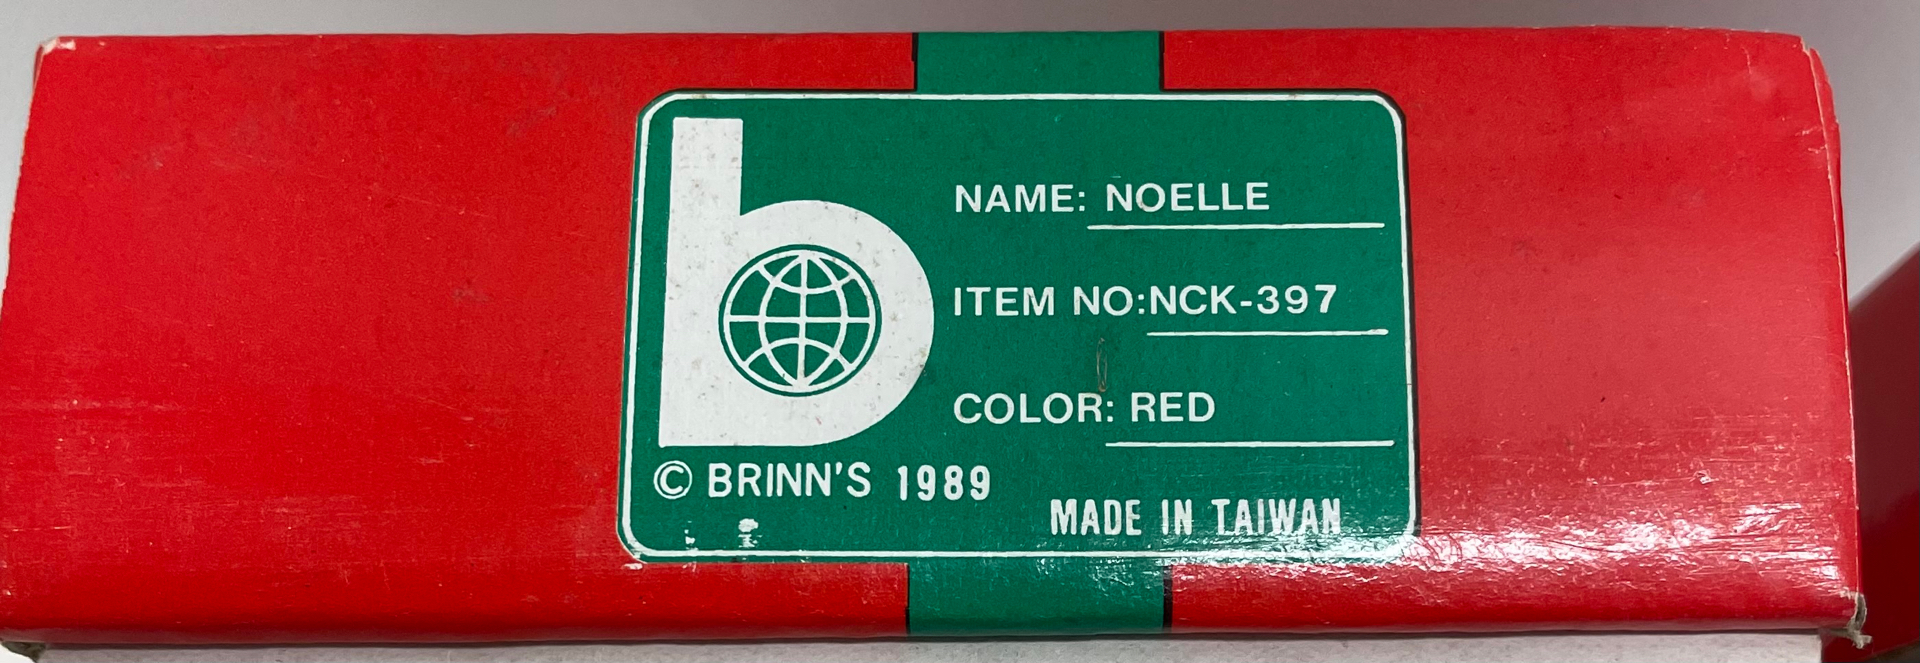 b
NAME: NOELLE
ITEM NO:NCK-397
COLOR: RED
© BRINN'S 1989
MADE IN TAIWAN